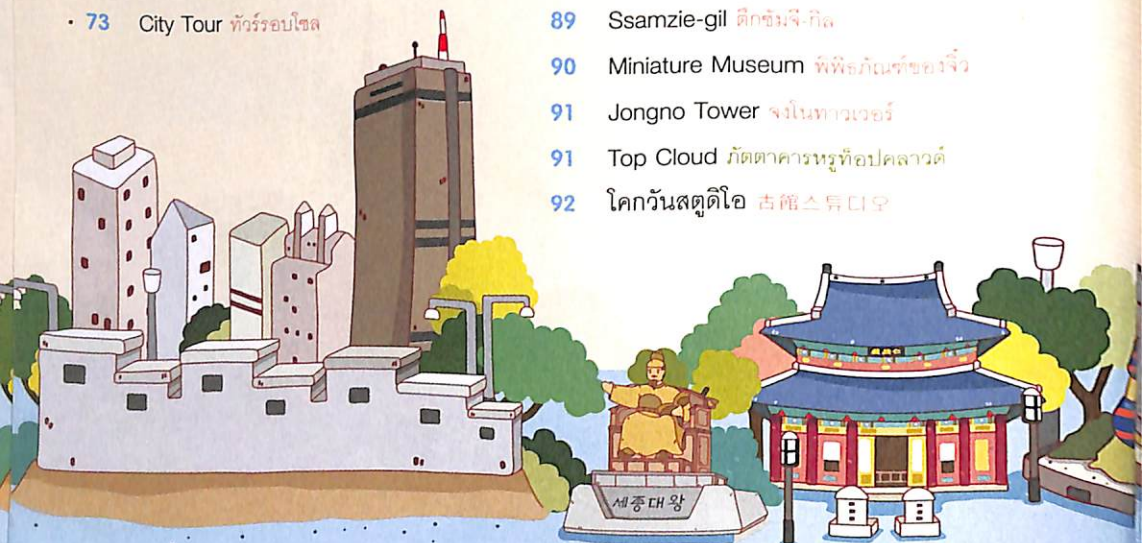 · 73 City Tour ทัวร์รอบโซล
89 Ssamzie-gil ตึกซัมจี-กิล
90 Miniature Museum พิพิธภัณฑ์ของจิ๋ว
91 Jongno Tower จงโนทาวเวอร์
91 Top Cloud ภัตตาคารหรูท็อปคลาวด์
92 โคกวันสตูดิโอ 古館스튜디오
세종대왕